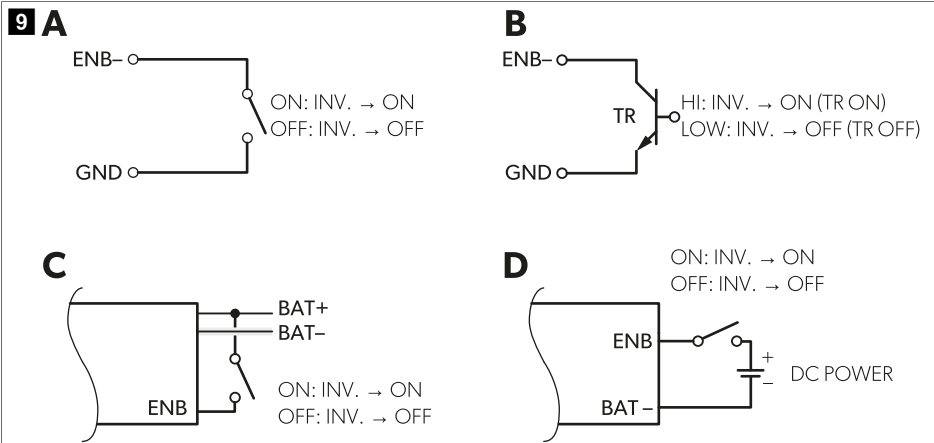 9 A
ENB–
ON: INV. → ON
OFF: INV. → OFF
GND
B
ENB–
TR
HI: INV. → ON (TR ON)
LOW: INV. → OFF (TR OFF)
GND
C
BAT+
BAT–
ENB
ON: INV. → ON
OFF: INV. → OFF
D
ON: INV. → ON
OFF: INV. → OFF
ENB
+
–
DC POWER
BAT –